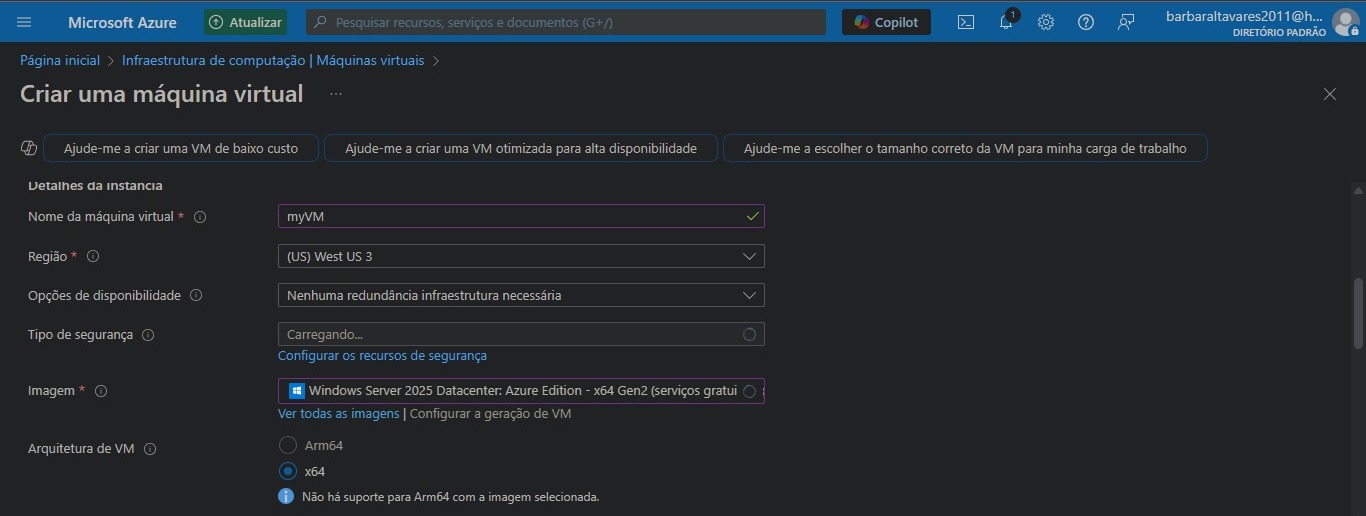 Microsoft Azure Atualizar Pesquisar recursos, serviços e documentos (G+/) Copilot 1 barbaraltavares2011@h...
DIRETÓRIO PADRÃO
Página inicial > Infraestrutura de computação | Máquinas virtuais >
Criar uma máquina virtual ...
Ajude-me a criar uma VM de baixo custo Ajude-me a criar uma VM otimizada para alta disponibilidade Ajude-me a escolher o tamanho correto da VM para minha carga de trabalho
Detalhes da instância
Nome da máquina virtual * myVM
Região * (US) West US 3
Opções de disponibilidade Nenhuma redundância infraestrutura necessária
Tipo de segurança Carregando...
Configurar os recursos de segurança
Imagem * Windows Server 2025 Datacenter: Azure Edition - x64 Gen2 (serviços gratui
Ver todas as imagens | Configurar a geração de VM
Arquitetura de VM Arm64
x64
Não há suporte para Arm64 com a imagem selecionada.